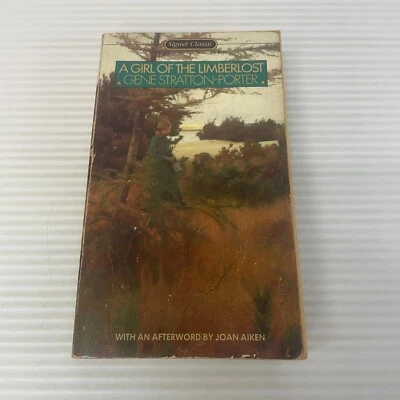 Signet Classic
A GIRL OF THE LIMBERLOST
• GENE STRATTON-PORTER •
WITH AN AFTERWORD BY JOAN AIKEN